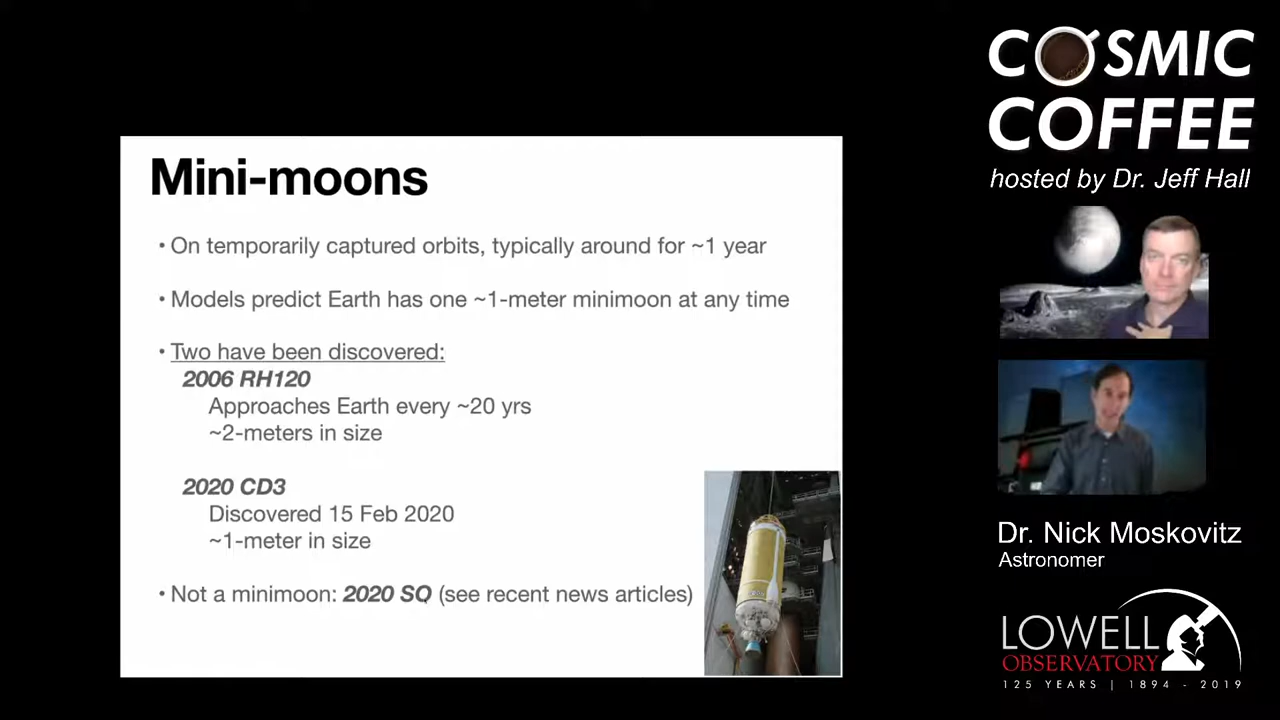 Mini-moons
• On temporarily captured orbits, typically around for ~1 year
• Models predict Earth has one ~1-meter minimoon at any time
• Two have been discovered:
2006 RH120
Approaches Earth every ~20 yrs
~2-meters in size
2020 CD3
Discovered 15 Feb 2020
~1-meter in size
• Not a minimoon: 2020 SQ (see recent news articles)
COSMIC
COFFEE
hosted by Dr. Jeff Hall
Dr. Nick Moskovitz
Astronomer
LOWELL
OBSERVATORY
125 YEARS | 1894 - 2019